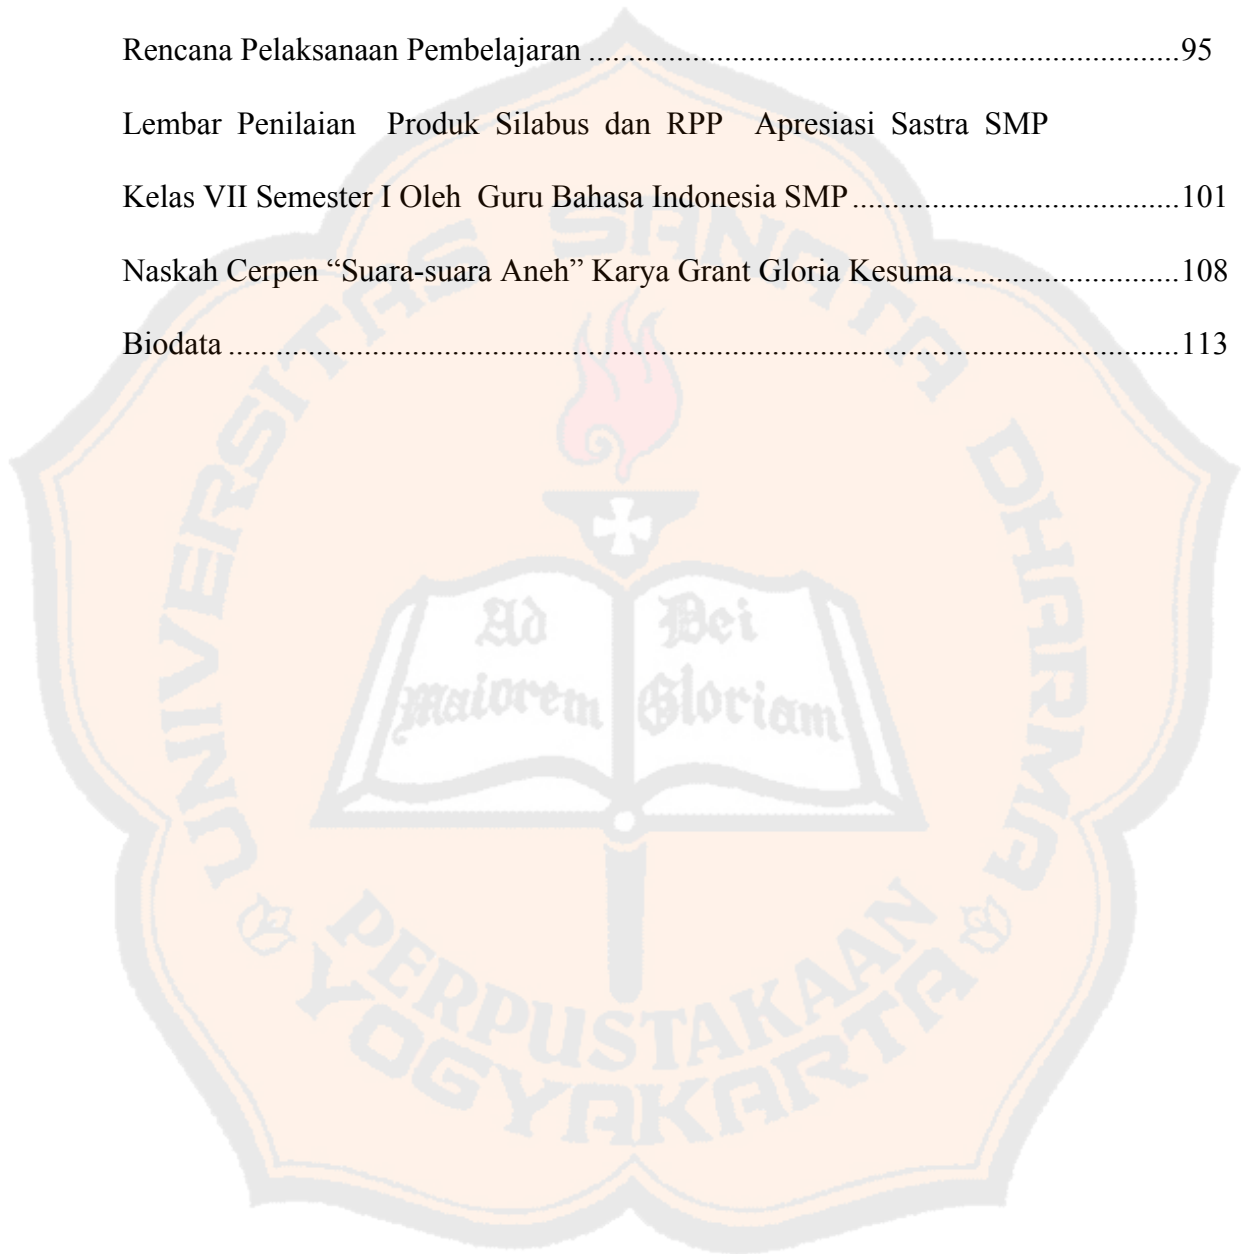 Rencana Pelaksanaan Pembelajaran ..........................................................................95
Lembar Penilaian Produk Silabus dan RPP Apresiasi Sastra SMP
Kelas VII Semester I Oleh Guru Bahasa Indonesia SMP .........................................101
Naskah Cerpen “Suara-suara Aneh” Karya Grant Gloria Kesuma............................108
Biodata .......................................................................................................................113
UNIVERSITAS SANATA DHARMA
Ad Dei
Maiorem Gloriam
PERPUSTAKAAN
YOGYAKARTA